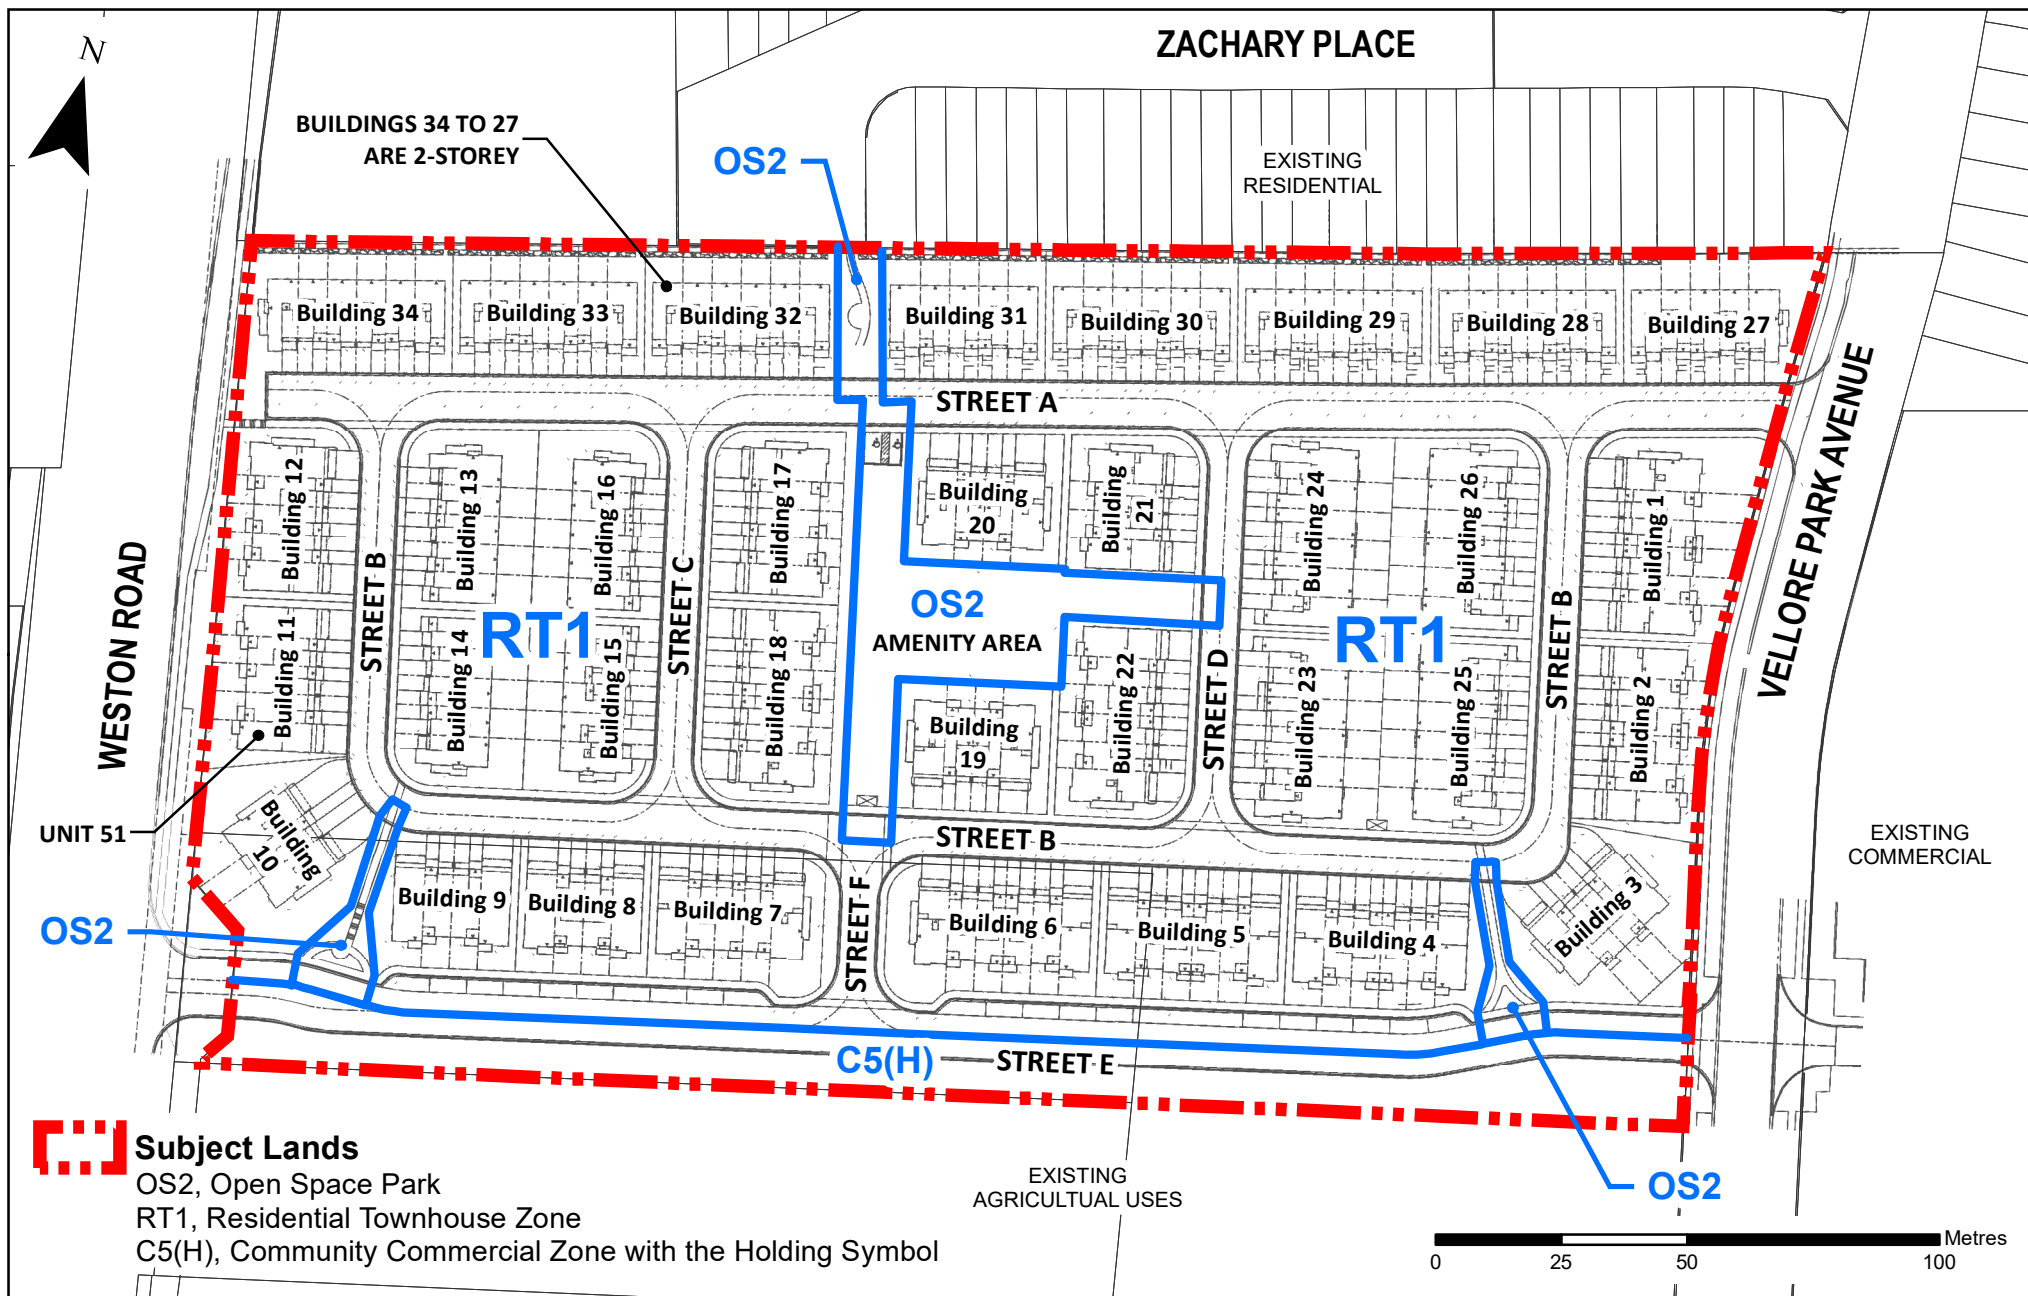 ZACHARY PLACE
N
BUILDINGS 34 TO 27
ARE 2-STOREY
OS2
EXISTING
RESIDENTIAL
Building 34
Building 33
Building 32
Building 31
Building 30
Building 29
Building 28
Building 27
STREET A
Building 12
Building 13
Building 16
Building 17
Building
20
Building
21
Building 24
Building 26
Building 1
VELLORE PARK AVENUE
WESTON ROAD
STREET B
RT1
STREET C
OS2
AMENITY AREA
RT1
STREET B
Building 11
Building 14
Building 15
Building 18
Building
19
Building 22
STREET D
Building 23
Building 25
Building 2
UNIT 51
Building
10
STREET B
EXISTING
COMMERCIAL
Building 9
Building 8
Building 7
STREET F
Building 6
Building 5
Building 4
Building 3
OS2
C5(H)
STREET E
Subject Lands
OS2, Open Space Park
RT1, Residential Townhouse Zone
C5(H), Community Commercial Zone with the Holding Symbol
EXISTING
AGRICULTUAL USES
OS2
Metres
0 25 50 100